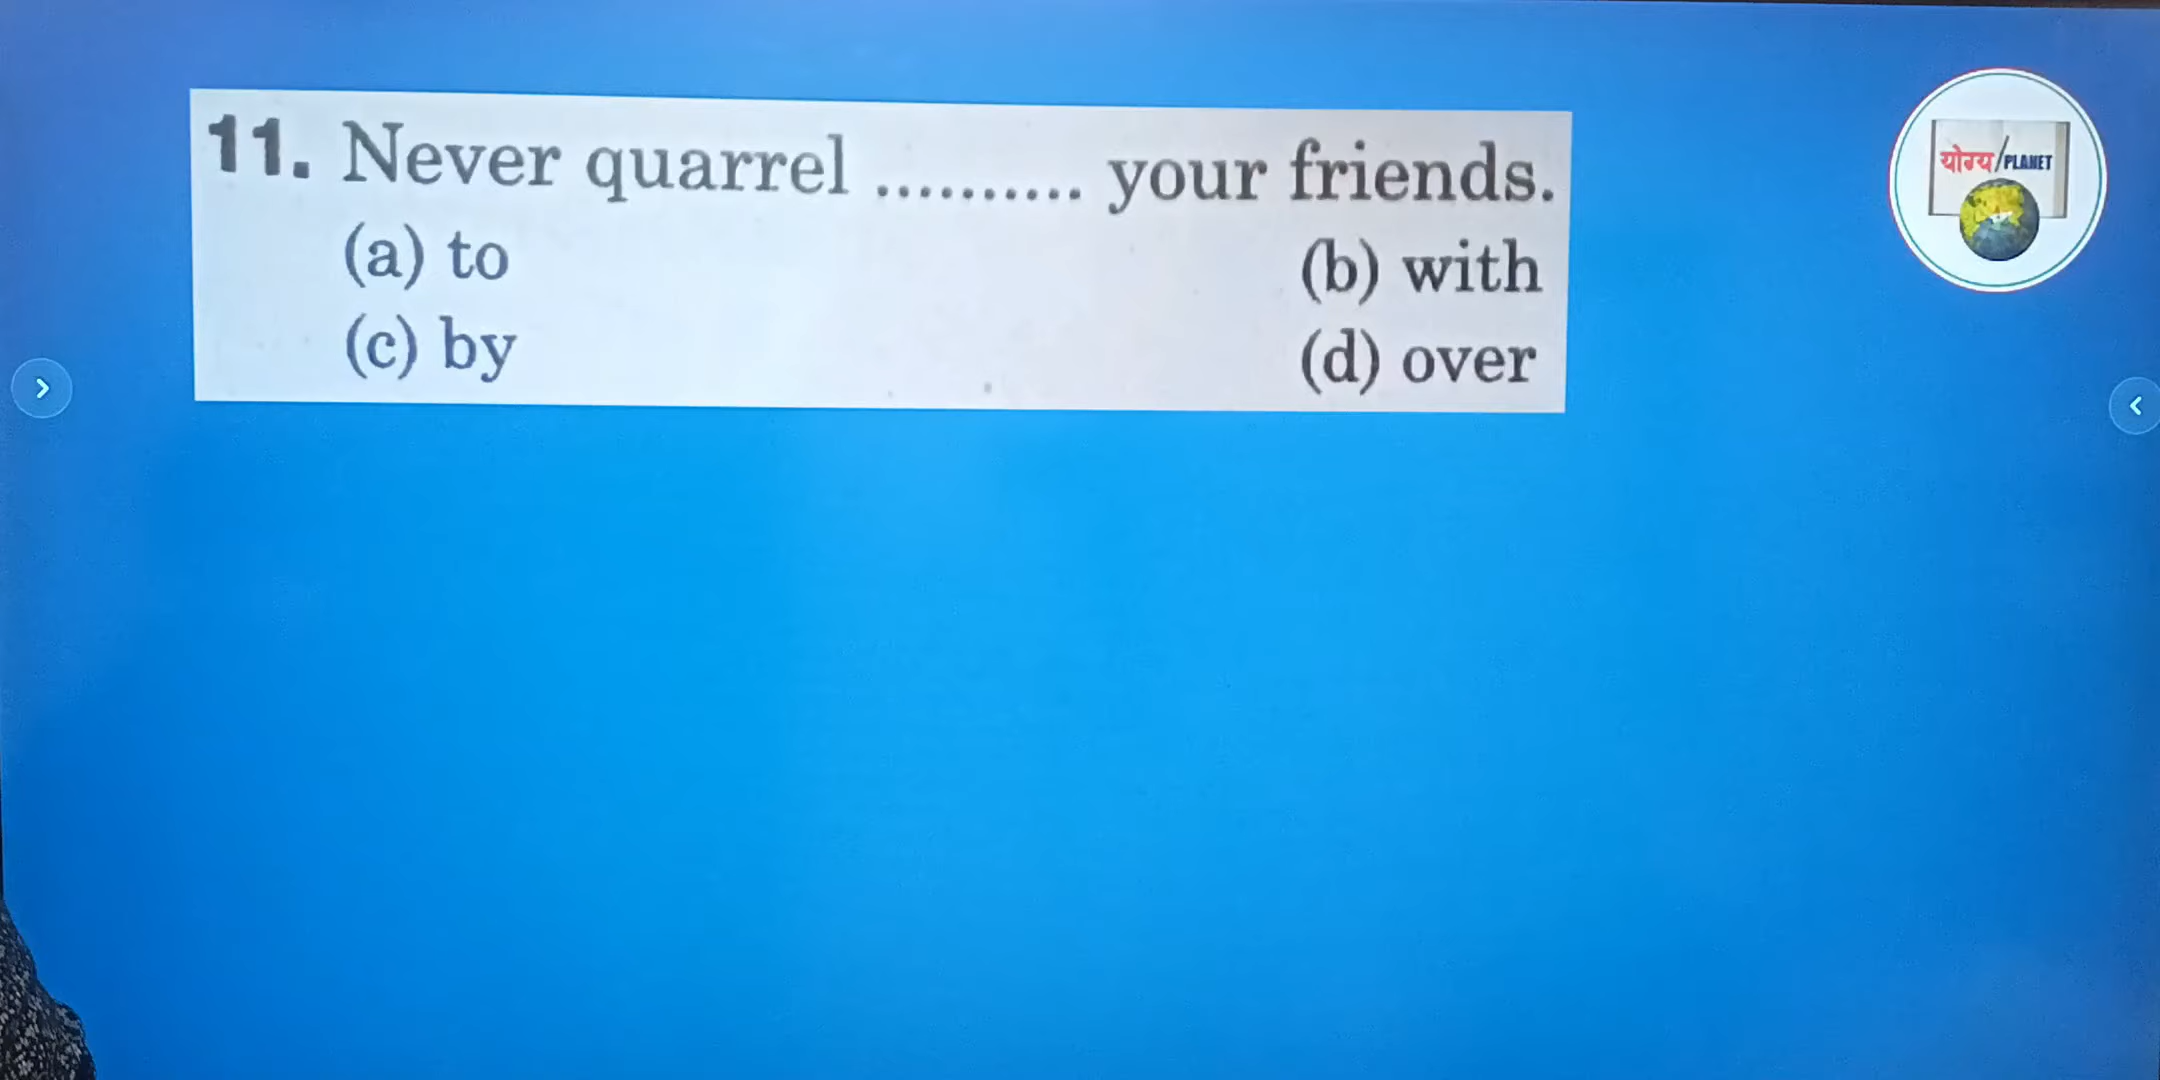 11. Never quarrel .......... your friends.
(a) to (b) with
(c) by (d) over
योग्य/PLANET